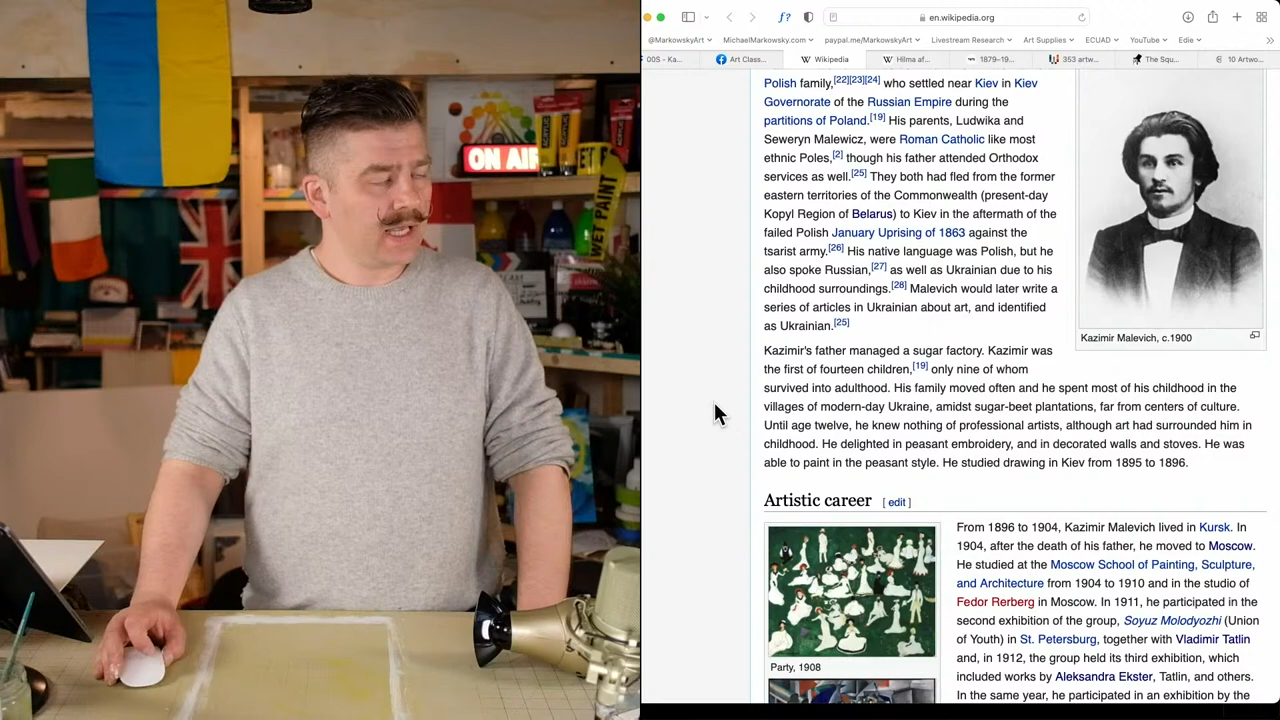 ON AIR
WET PAINT
f?
en.wikipedia.org
@MarkowskyArt
MichaelMarkowsky.com
paypal.me/MarkowskyArt
Livestream Research
Art Supplies
ECUAD
YouTube
Edie
00S - Ka...
Art Class...
Wikipedia
Hilma af...
1879–19...
353 artw...
The Squ...
10 Artwo...
Polish family,[22][23][24] who settled near Kiev in Kiev
Governorate of the Russian Empire during the
partitions of Poland.[19] His parents, Ludwika and
Seweryn Malewicz, were Roman Catholic like most
ethnic Poles,[2] though his father attended Orthodox
services as well.[25] They both had fled from the former
eastern territories of the Commonwealth (present-day
Kopyl Region of Belarus) to Kiev in the aftermath of the
failed Polish January Uprising of 1863 against the
tsarist army.[26] His native language was Polish, but he
also spoke Russian,[27] as well as Ukrainian due to his
childhood surroundings.[28] Malevich would later write a
series of articles in Ukrainian about art, and identified
as Ukrainian.[25]
Kazimir Malevich, c.1900
Kazimir's father managed a sugar factory. Kazimir was
the first of fourteen children,[19] only nine of whom
survived into adulthood. His family moved often and he spent most of his childhood in the
villages of modern-day Ukraine, amidst sugar-beet plantations, far from centers of culture.
Until age twelve, he knew nothing of professional artists, although art had surrounded him in
childhood. He delighted in peasant embroidery, and in decorated walls and stoves. He was
able to paint in the peasant style. He studied drawing in Kiev from 1895 to 1896.
Artistic career [ edit ]
From 1896 to 1904, Kazimir Malevich lived in Kursk. In
1904, after the death of his father, he moved to Moscow.
He studied at the Moscow School of Painting, Sculpture,
and Architecture from 1904 to 1910 and in the studio of
Fedor Rerberg in Moscow. In 1911, he participated in the
second exhibition of the group, Soyuz Molodyozhi (Union
of Youth) in St. Petersburg, together with Vladimir Tatlin
and, in 1912, the group held its third exhibition, which
included works by Aleksandra Ekster, Tatlin, and others.
In the same year, he participated in an exhibition by the
Party, 1908